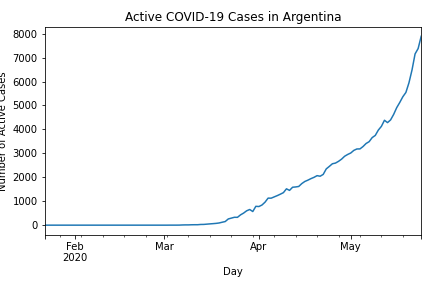 Active COVID-19 Cases in Argentina
Number of Active Cases
8000
7000
6000
5000
4000
3000
2000
1000
0
Feb
2020
Mar
Apr
May
Day